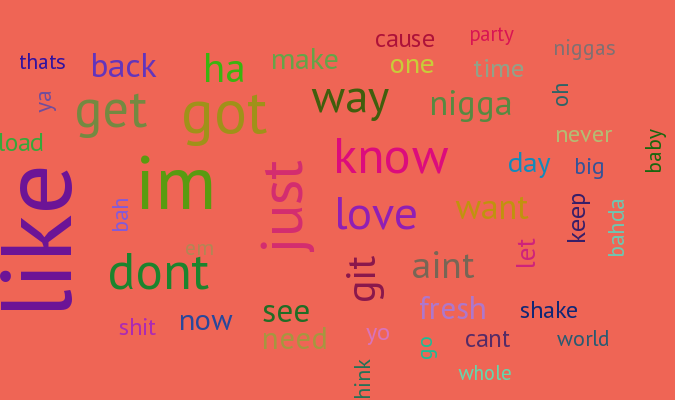 cause
party
niggas
thats
back
ha
make
one
time
ya
get
got
way
nigga
oh
load
know
never
baby
like
im
just
day
big
bah
love
want
keep
bahda
dont
git
aint
let
see
fresh
shake
shit
now
need
yo
go
cant
world
hink
whole